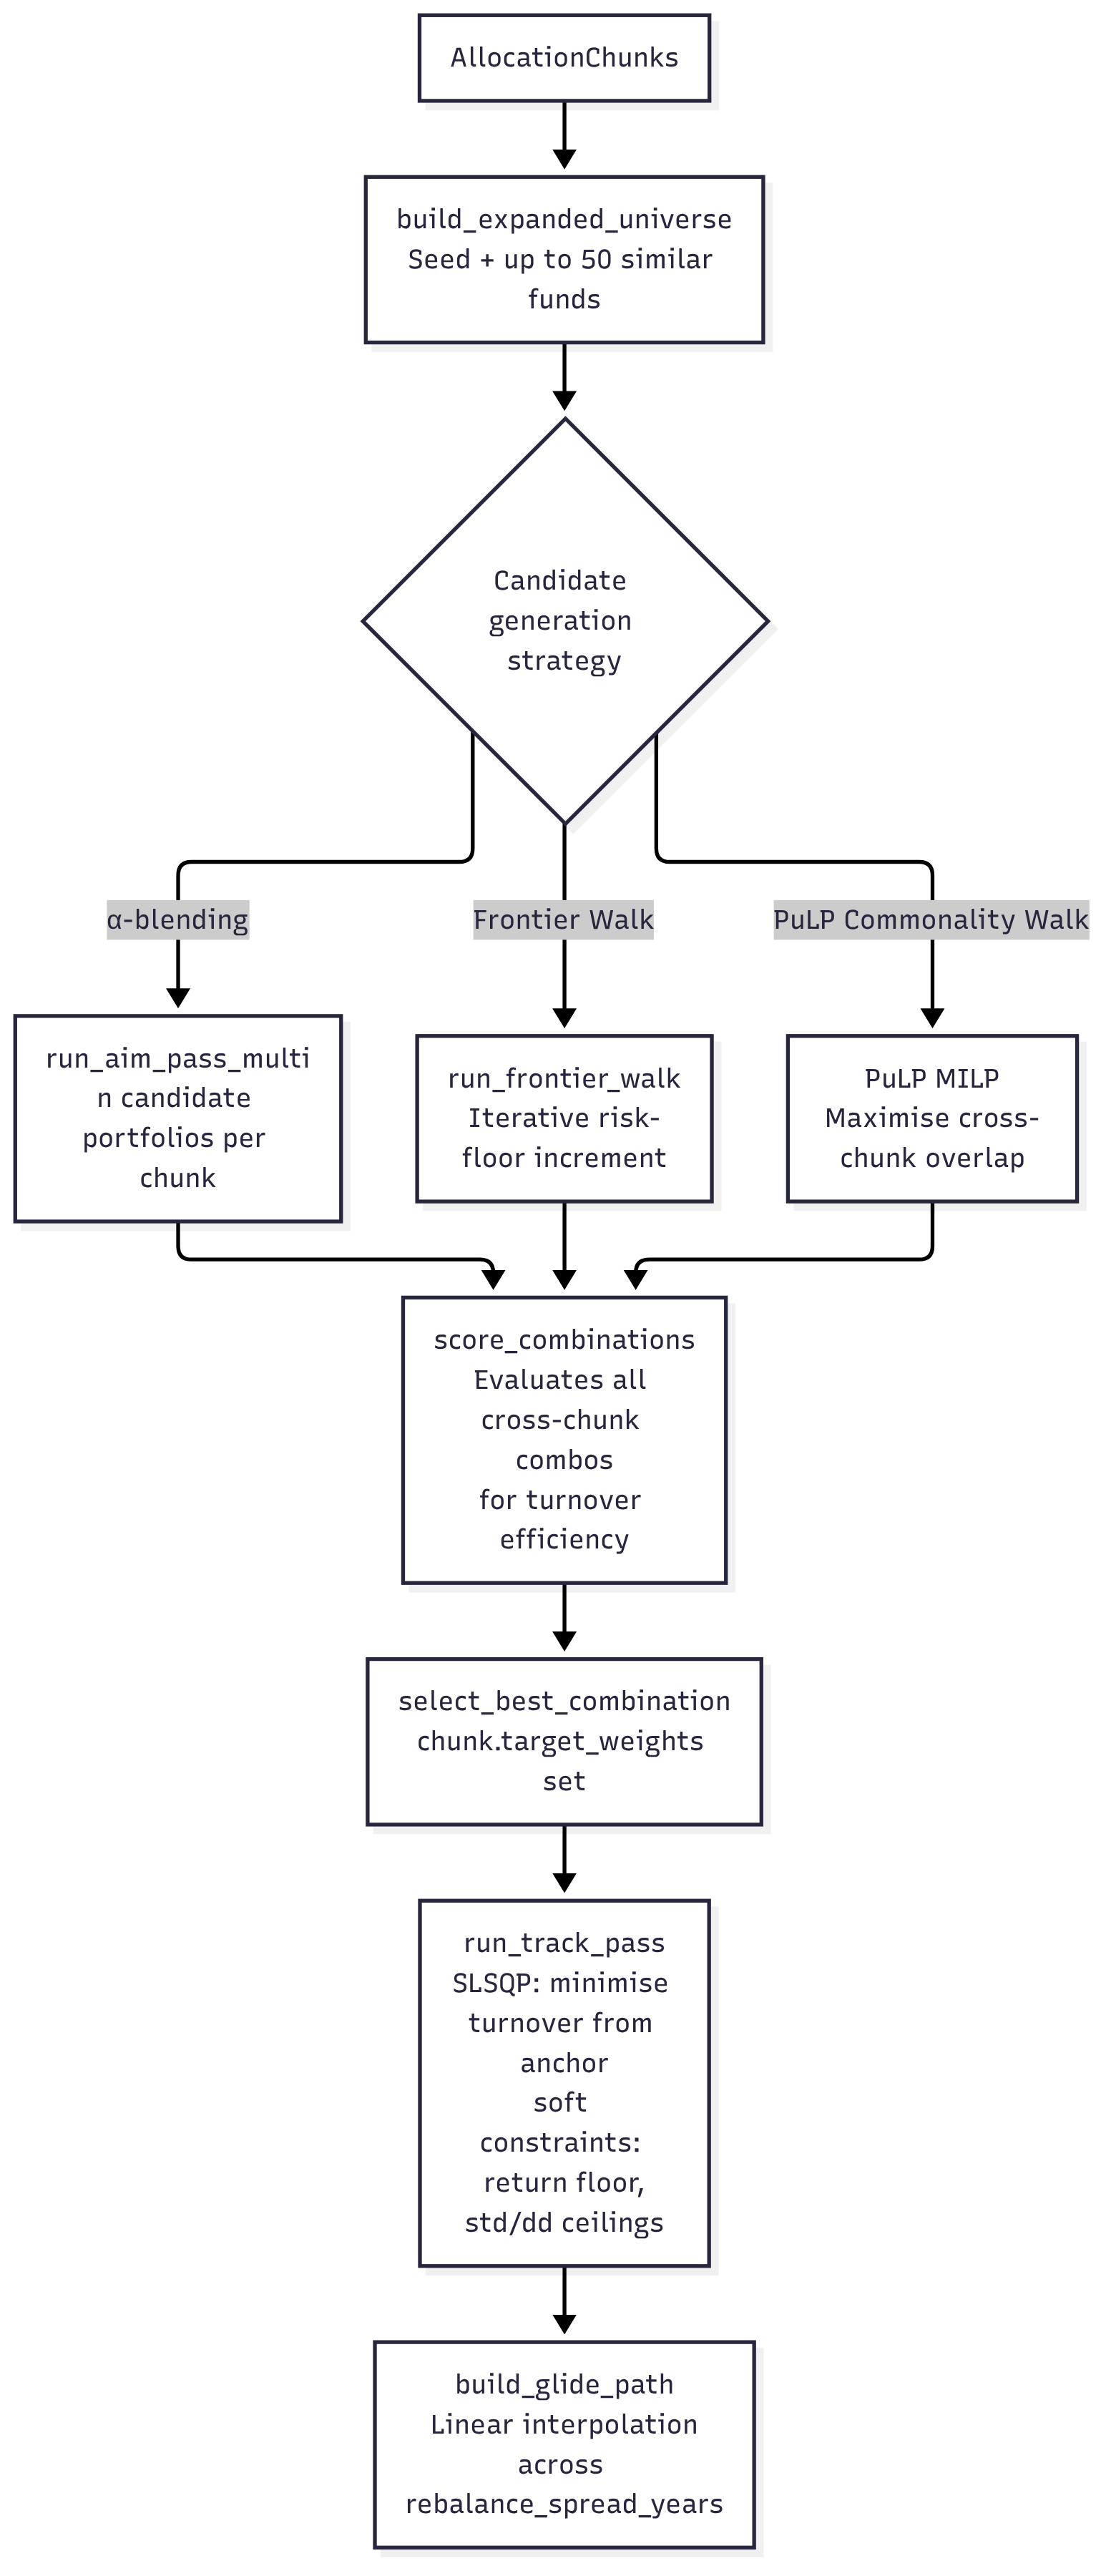 AllocationChunks
build_expanded_universe
Seed + up to 50 similar
funds
Candidate
generation
strategy
α-blending
Frontier Walk
PuLP Commonality Walk
run_aim_pass_multi
n candidate
portfolios per
chunk
run_frontier_walk
Iterative risk-
floor increment
PuLP MILP
Maximise cross-
chunk overlap
score_combinations
Evaluates all
cross-chunk
combos
for turnover
efficiency
select_best_combination
chunk.target_weights
set
run_track_pass
SLSQP: minimise
turnover from
anchor
soft
constraints:
return floor,
std/dd ceilings
build_glide_path
Linear interpolation
across
rebalance_spread_years